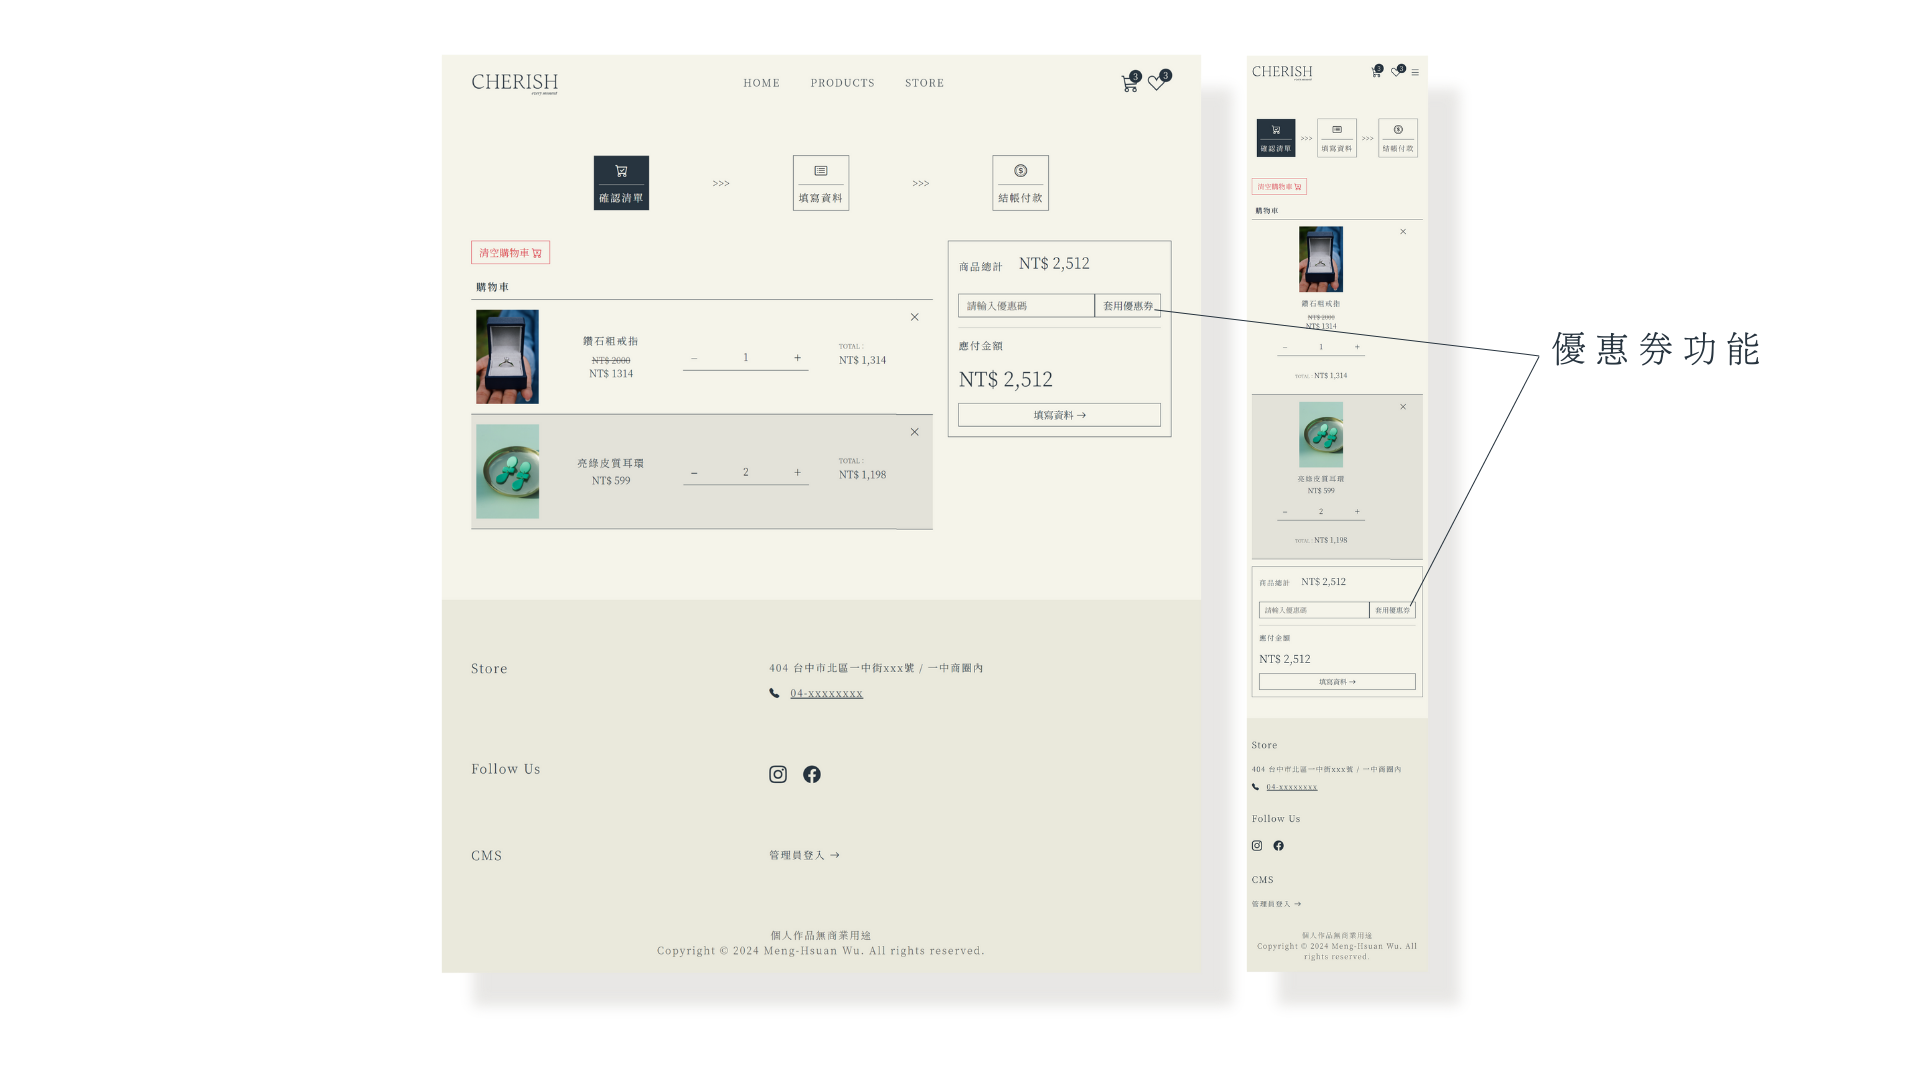 CHERISH
every moment
HOME PRODUCTS STORE
3 3
確認清單 >>> 填寫資料 >>> 結帳付款
清空購物車
購物車
鑽石粗戒指
NT$ 2000
NT$ 1314
− 1 +
TOTAL :
NT$ 1,314
亮綠皮質耳環
NT$ 599
− 2 +
TOTAL :
NT$ 1,198
商品總計 NT$ 2,512
請輸入優惠碼 套用優惠券
應付金額
NT$ 2,512
填寫資料 →
Store
404 台中市北區一中街xxx號 / 一中商圈內
04-xxxxxxxx
Follow Us
CMS
管理員登入 →
個人作品無商業用途
Copyright © 2024 Meng-Hsuan Wu. All rights reserved.
CHERISH
every moment
3 3
確認清單 >>> 填寫資料 >>> 結帳付款
清空購物車
購物車
鑽石粗戒指
NT$ 2000
NT$ 1314
− 1 +
TOTAL : NT$ 1,314
亮綠皮質耳環
NT$ 599
− 2 +
TOTAL : NT$ 1,198
商品總計 NT$ 2,512
請輸入優惠碼 套用優惠券
應付金額
NT$ 2,512
填寫資料 →
Store
404 台中市北區一中街xxx號 / 一中商圈內
04-xxxxxxxx
Follow Us
CMS
管理員登入 →
個人作品無商業用途
Copyright © 2024 Meng-Hsuan Wu. All
rights reserved.
優惠券功能